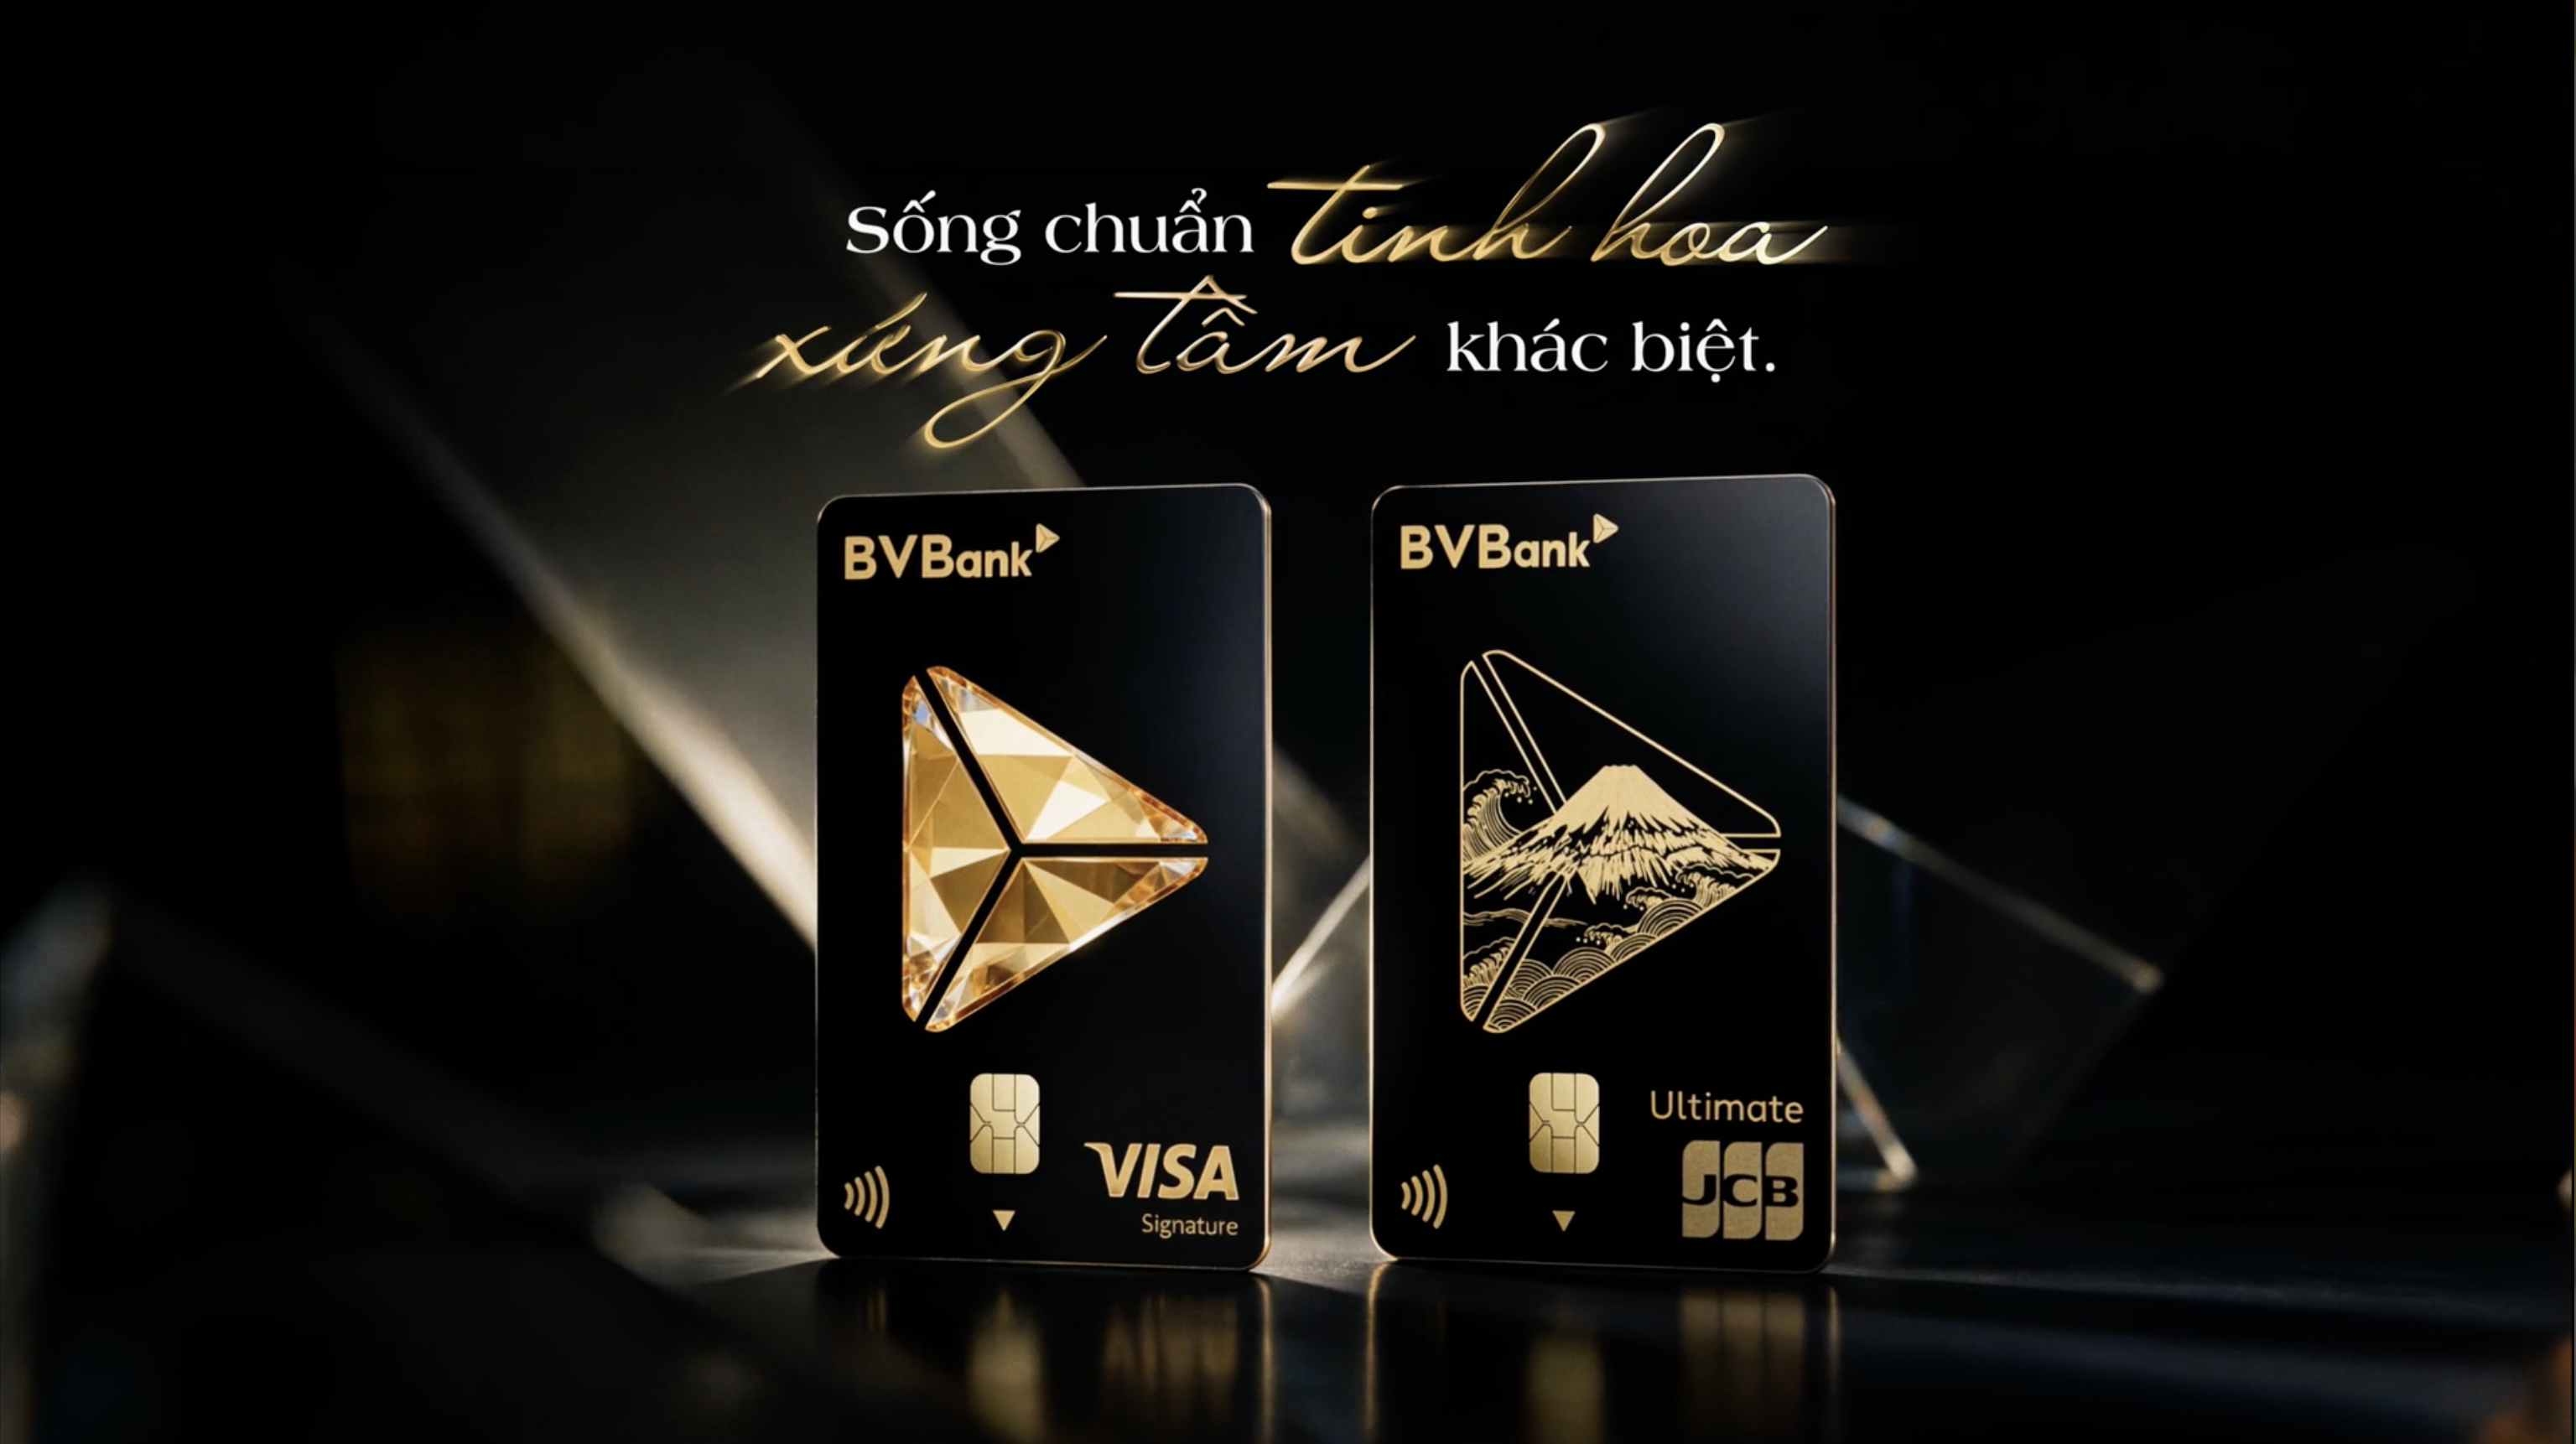 Sống chuẩn tinh hoa
xứng tầm khác biệt.
BVBank
BVBank
VISA
Signature
Ultimate
JCB